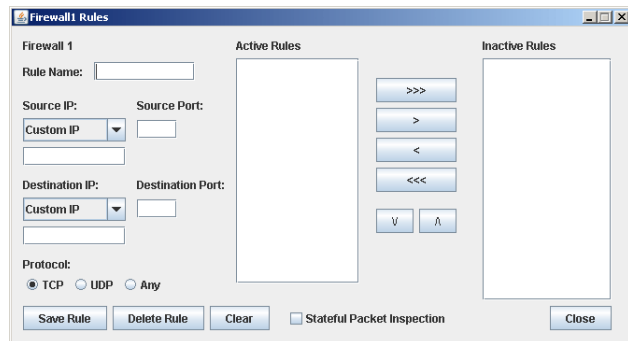 Firewall1 Rules
Firewall 1
Rule Name:
Source IP:
Source Port:
Custom IP
Destination IP:
Destination Port:
Custom IP
Protocol:
TCP
UDP
Any
Save Rule
Delete Rule
Clear
Active Rules
>>>
>
<
<<<
V
Λ
Stateful Packet Inspection
Inactive Rules
Close